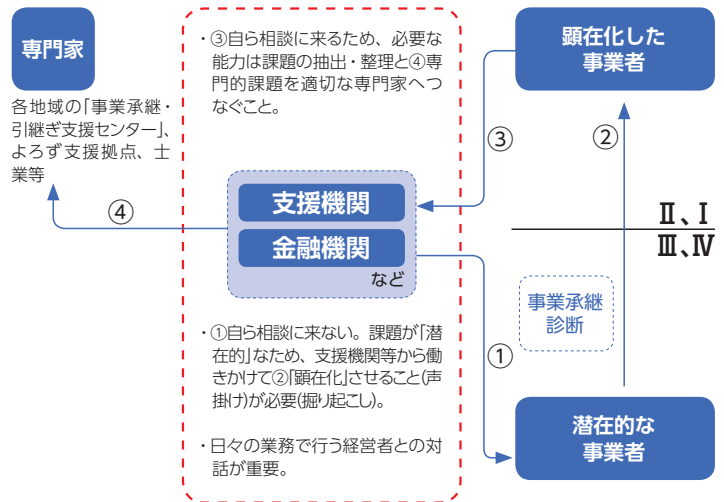 専門家
各地域の「事業承継・
引継ぎ支援センター」、
よろず支援拠点、士
業等
④
・③自ら相談に来るため、必要な
能力は課題の抽出・整理と④専
門的課題を適切な専門家へつ
なぐこと。
支援機関
金融機関
など
・①自ら相談に来ない。課題が「潜
在的」なため、支援機関等から働
きかけて②「顕在化」させること(声
掛け)が必要(掘り起こし)。
・日々の業務で行う経営者との対
話が重要。
顕在化した
事業者
③
②
Ⅱ、Ⅰ
Ⅲ、Ⅳ
事業承継
診断
①
潜在的な
事業者